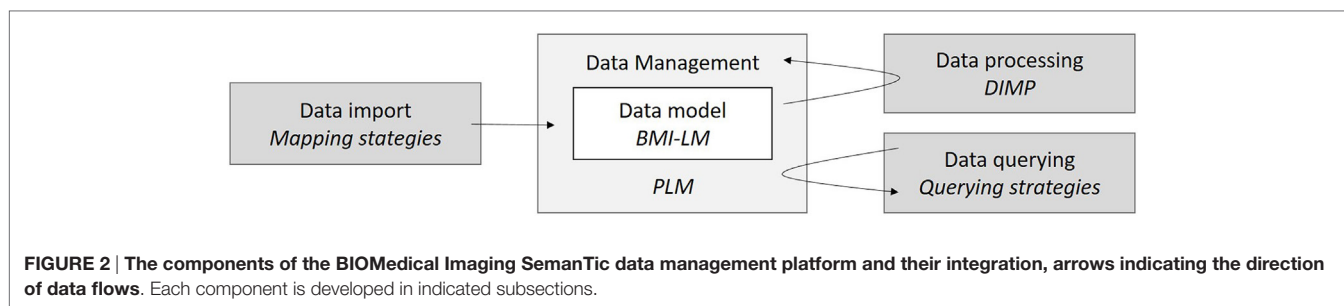 Data import
Mapping stategies
Data Management
Data model
BMI-LM
PLM
Data processing
DIMP
Data querying
Querying strategies
FIGURE 2 | The components of the BIOMedical Imaging SemanTic data management platform and their integration, arrows indicating the direction
of data flows. Each component is developed in indicated subsections.